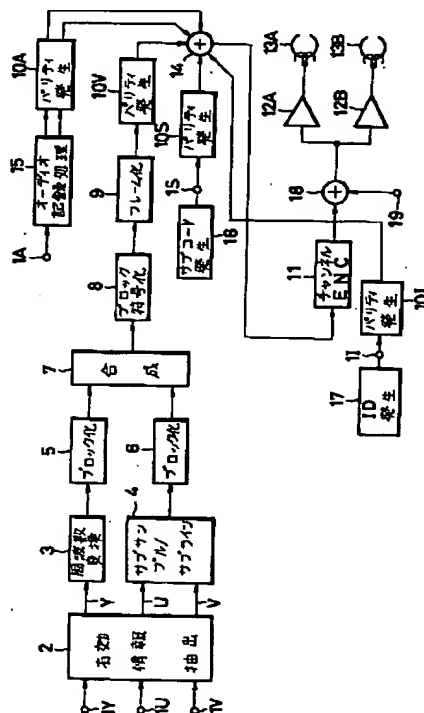 1A
15
オーディオ
記録処理
10A
パリティ
発生
1Y
1U
1V
2
有効
情報
抽出
Y
U
V
3
周波数
変換
4
サブサン
プル/
サブライン
5
ブロック化
6
ブロック化
7
合成
8
ブロック
符号化
9
フレーム化
10V
パリティ
発生
14
16
サブコード
発生
1S
10S
パリティ
発生
17
ID
発生
1I
10I
パリティ
発生
11
チャンネル
ENC
18
19
12A
12B
13A
13B